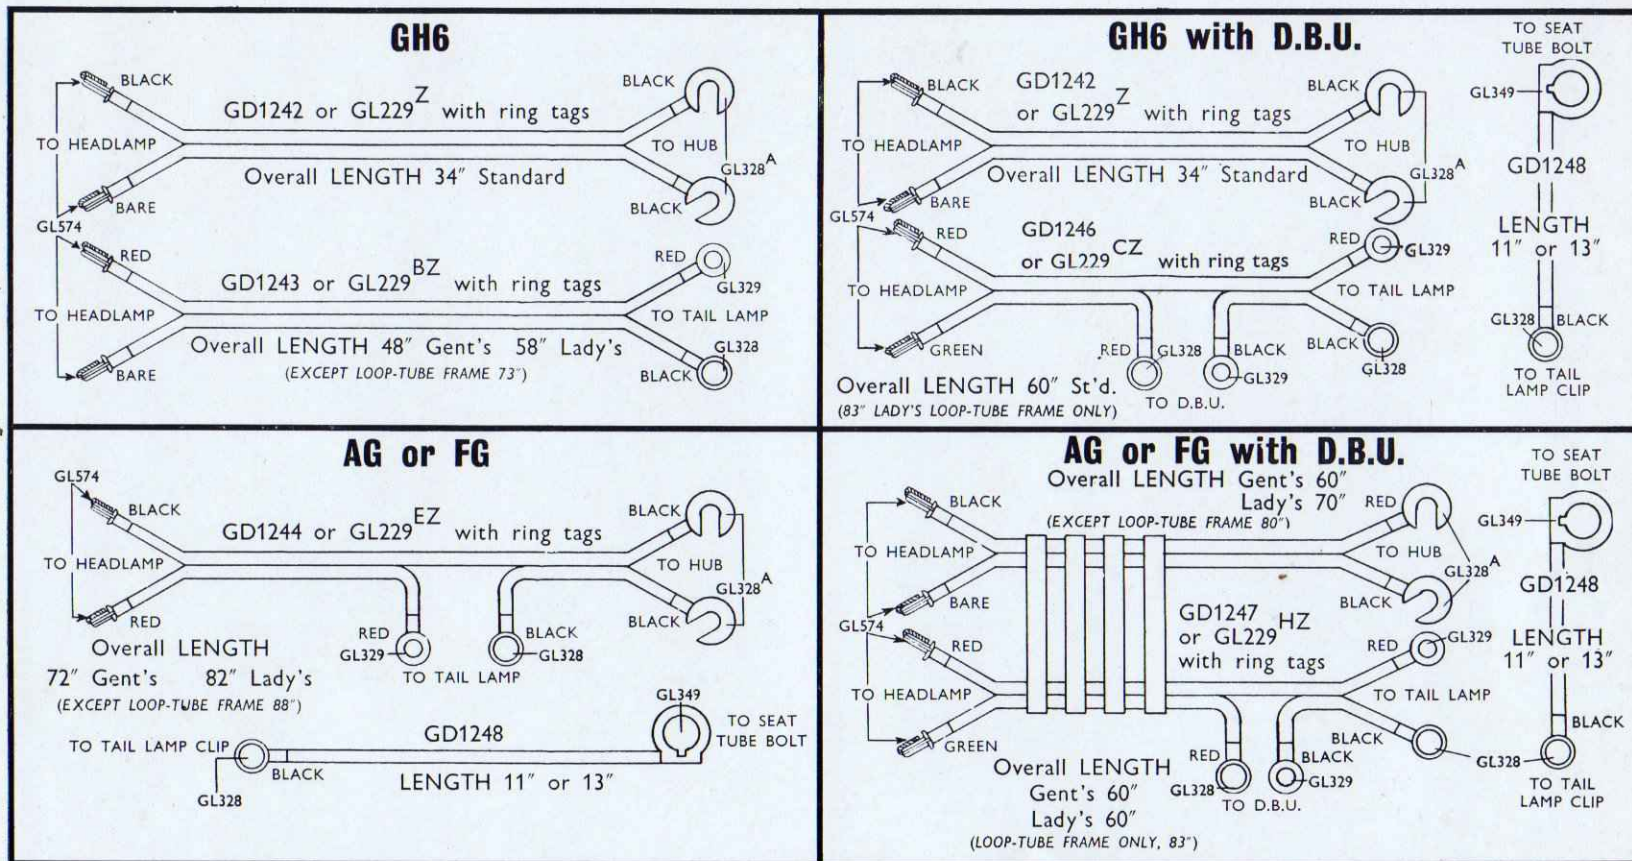 GH6
BLACK
BLACK
GD1242 or GL229Z with ring tags
TO HEADLAMP
TO HUB
GL328A
Overall LENGTH 34″ Standard
BARE
BLACK
GL574
RED
RED
GD1243 or GL229BZ with ring tags
GL329
TO HEADLAMP
TO TAIL LAMP
Overall LENGTH 48″ Gent's 58″ Lady's
GL328
(EXCEPT LOOP-TUBE FRAME 73″)
BARE
BLACK
GH6 with D.B.U.
BLACK
GD1242
or GL229Z with ring tags
BLACK
TO HEADLAMP
TO HUB
GL328A
Overall LENGTH 34″ Standard
BARE
BLACK
GL574
RED
GD1246
or GL229CZ with ring tags
RED
GL329
TO HEADLAMP
TO TAIL LAMP
GREEN
RED
GL328
BLACK
GL329
BLACK
GL328
Overall LENGTH 60″ St'd.
(83″ LADY'S LOOP-TUBE FRAME ONLY)
TO D.B.U.
TO SEAT
TUBE BOLT
GL349
GD1248
LENGTH
11″ or 13″
GL328
BLACK
TO TAIL
LAMP CLIP
AG or FG
GL574
BLACK
BLACK
GD1244 or GL229EZ with ring tags
TO HEADLAMP
TO HUB
GL328A
RED
RED
GL329
BLACK
GL328
BLACK
TO TAIL LAMP
Overall LENGTH
72″ Gent's 82″ Lady's
(EXCEPT LOOP-TUBE FRAME 88″)
GL349
TO SEAT
TUBE BOLT
TO TAIL LAMP CLIP
GD1248
BLACK
LENGTH 11″ or 13″
GL328
AG or FG with D.B.U.
Overall LENGTH Gent's 60″
Lady's 70″
(EXCEPT LOOP-TUBE FRAME 80″)
BLACK
RED
TO HEADLAMP
TO HUB
GL328A
BARE
BLACK
GL574
GD1247
or GL229HZ
with ring tags
RED
RED
GL329
TO HEADLAMP
TO TAIL LAMP
GREEN
RED
GL328
BLACK
GL329
BLACK
GL328
TO D.B.U.
Overall LENGTH
Gent's 60″
Lady's 60″
(LOOP-TUBE FRAME ONLY, 83″)
TO SEAT
TUBE BOLT
GL349
GD1248
LENGTH
11″ or 13″
BLACK
TO TAIL
LAMP CLIP